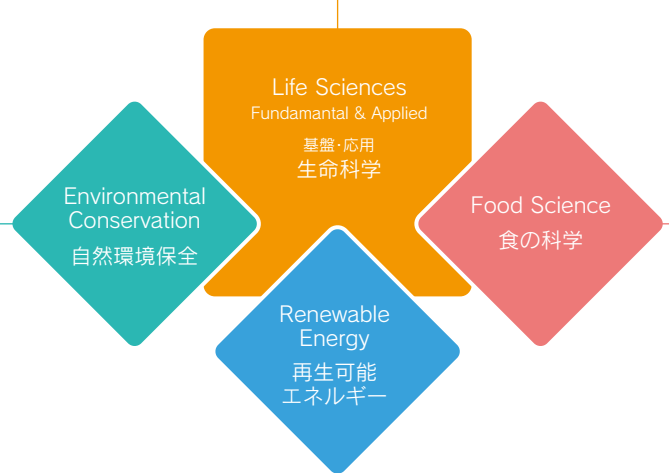 Life Sciences
Fundamantal & Applied
基盤・応用
生命科学
Environmental
Conservation
自然環境保全
Food Science
食の科学
Renewable
Energy
再生可能
エネルギー